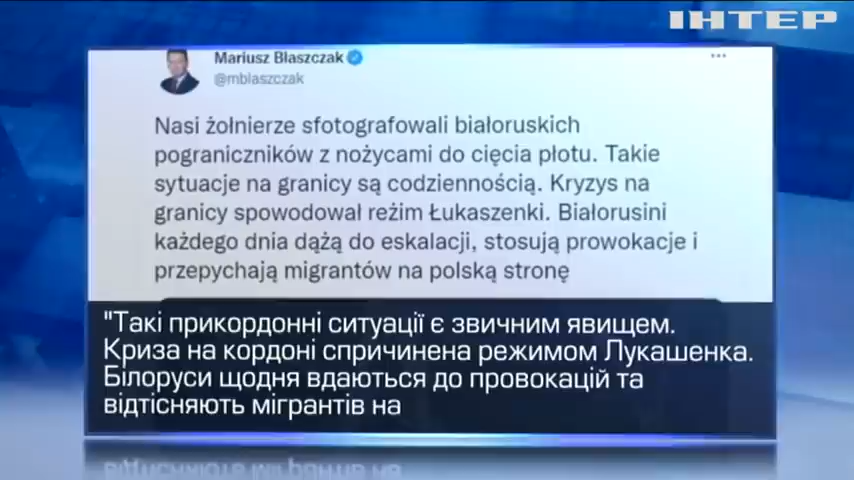 ІНТЕР
Mariusz Błaszczak
@mblaszczak
Nasi żołnierze sfotografowali białoruskich
pograniczników z nożycami do cięcia płotu. Takie
sytuacje na granicy są codziennością. Kryzys na
granicy spowodował reżim Łukaszenki. Białorusini
każdego dnia dążą do eskalacji, stosują prowokacje i
przepychają migrantów na polską stronę
"Такі прикордонні ситуації є звичним явищем.
Криза на кордоні спричинена режимом Лукашенка.
Білоруси щодня вдаються до провокацій та
відтісняють мігрантів на